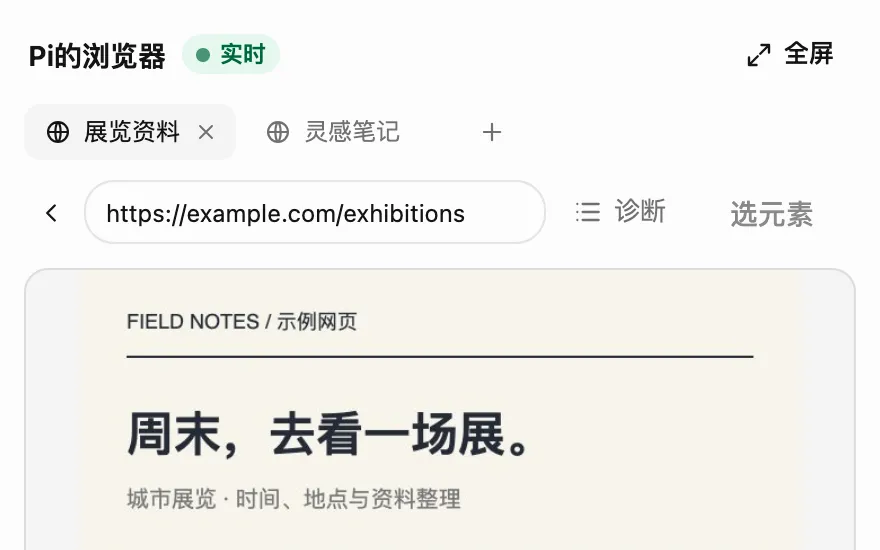 Pi的浏览器 实时 全屏
展览资料 灵感笔记
https://example.com/exhibitions 诊断 选元素
FIELD NOTES / 示例网页
周末，去看一场展。
城市展览 · 时间、地点与资料整理